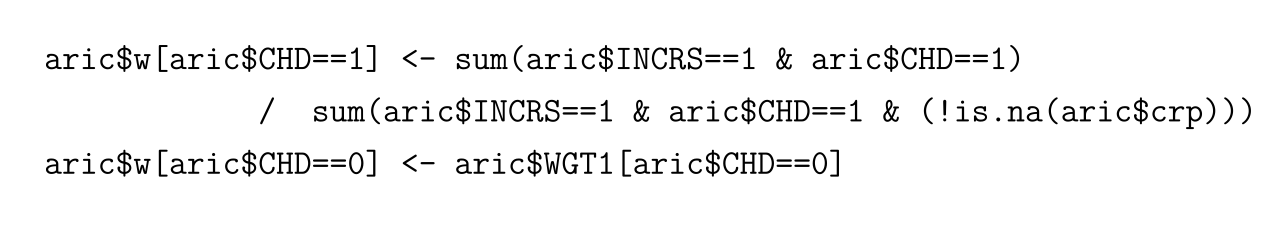 aric$w[aric$CHD==1] <- sum(aric$INCRS==1 & aric$CHD==1)
/ sum(aric$INCRS==1 & aric$CHD==1 & (!is.na(aric$crp)))
aric$w[aric$CHD==0] <- aric$WGT1[aric$CHD==0]